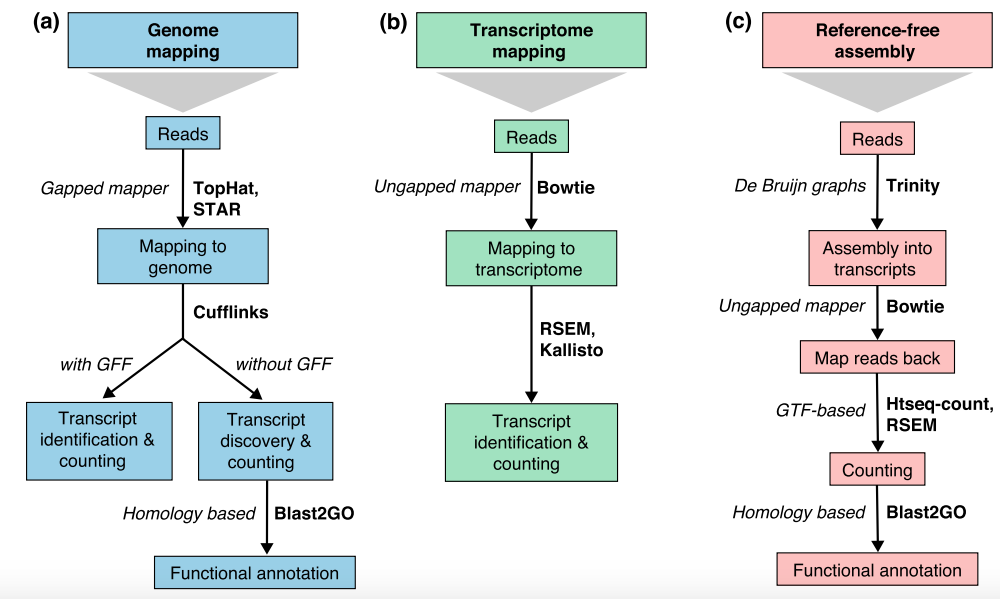 (a)
Genome
mapping
Reads
Gapped mapper
TopHat,
STAR
Mapping to
genome
Cufflinks
with GFF
without GFF
Transcript
identification &
counting
Transcript
discovery &
counting
Homology based
Blast2GO
Functional annotation
(b)
Transcriptome
mapping
Reads
Ungapped mapper
Bowtie
Mapping to
transcriptome
RSEM,
Kallisto
Transcript
identification &
counting
(c)
Reference-free
assembly
Reads
De Bruijn graphs
Trinity
Assembly into
transcripts
Ungapped mapper
Bowtie
Map reads back
GTF-based
Htseq-count,
RSEM
Counting
Homology based
Blast2GO
Functional annotation